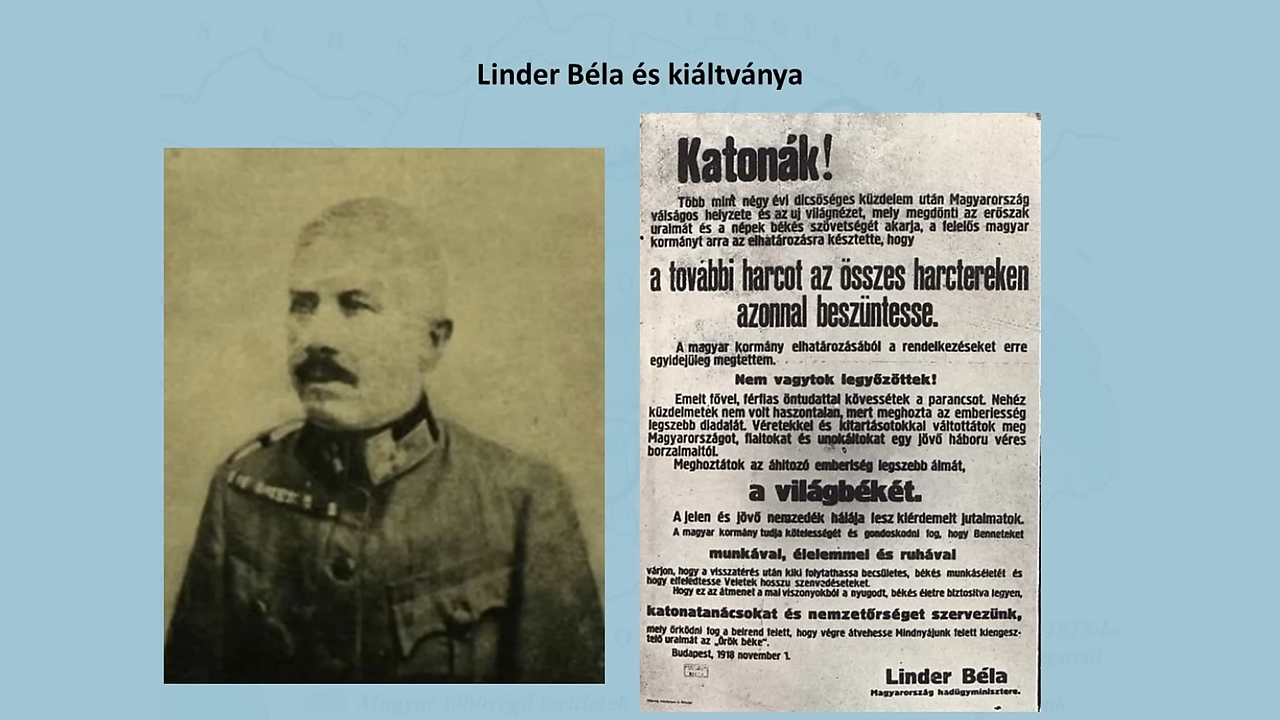 Linder Béla és kiáltványa
Katonák!
Több mint négy évi dicsőséges küzdelem után Magyarország
válságos helyzete és az uj világnézet, mely megdönti az erőszak
uralmát és a népek békés szövetségét akarja, a felelős magyar
kormányt arra az elhatározásra késztette, hogy
a további harcot az összes harctereken
azonnal beszüntesse.
A magyar kormány elhatározásából a rendelkezéseket erre
egyidejüleg megtettem.
Nem vagytok legyőzöttek!
Emelt fővel, férfias öntudattal kövessétek a parancsot. Nehéz
küzdelmetek nem volt haszontalan, mert meghozta az emberiesség
legszebb diadalát. Véretekkel és kitartásotokkal váltottátok meg
Magyarországot, fiaitokat és unokáitokat egy jövő háboru véres
borzalmaitól.
Meghoztátok az áhitozó emberiség legszebb álmát,
a világbékét.
A jelen és jövő nemzedék hálája lesz kiérdemelt jutalmatok.
A magyar kormány tudja kötelességét és gondoskodni fog, hogy Benneteket
munkával, élelemmel és ruhával
várjon, hogy a visszatérés után kiki folytathassa becsületes, békés munkáséletét és
hogy elfeledtesse Veletek hosszu szenvedéseteket.
Hogy ez az átmenet a mai viszonyokból a nyugodt, békés életre biztositva legyen,
katonatanácsokat és nemzetőrséget szervezünk,
mely őrködni fog a belrend felett, hogy végre átvehesse Mindnyájunk felett kiengesz-
telő uralmát az „Örök béke“.
Budapest, 1918 november 1.
Linder Béla
Magyarország hadügyminisztere.